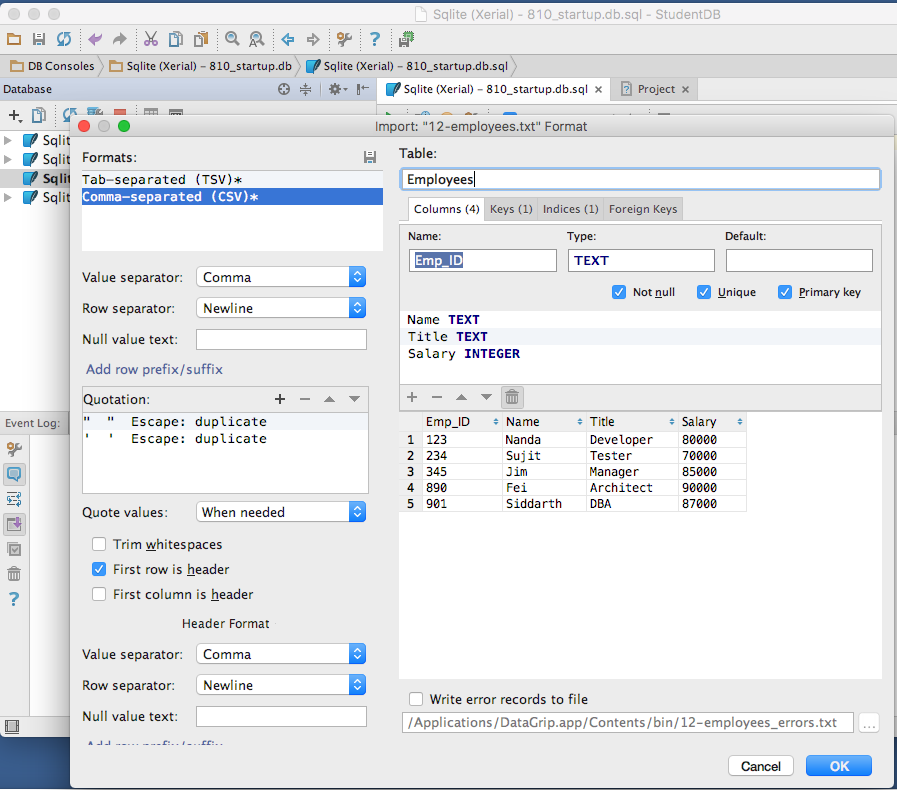 Sqlite (Xerial) – 810_startup.db.sql - StudentDB
DB Consoles Sqlite (Xerial) – 810_startup.db Sqlite (Xerial) – 810_startup.db.sql
Database
Sqlite (Xerial) – 810_startup.db.sql × Project ×
Sqlit
Sqlit
Sqlit
Sqlit
Event Log:
Import: "12-employees.txt" Format
Formats:
Tab-separated (TSV)*
Comma-separated (CSV)*
Value separator: Comma
Row separator: Newline
Null value text:
Add row prefix/suffix
Quotation:
" " Escape: duplicate
' ' Escape: duplicate
Quote values: When needed
Trim whitespaces
First row is header
First column is header
Header Format
Value separator: Comma
Row separator: Newline
Null value text:
Add row prefix/suffix
Table:
Employees
Columns (4) Keys (1) Indices (1) Foreign Keys
Name: Type: Default:
Emp_ID TEXT
Not null Unique Primary key
Name TEXT
Title TEXT
Salary INTEGER
Emp_ID Name Title Salary
1 123 Nanda Developer 80000
2 234 Sujit Tester 70000
3 345 Jim Manager 85000
4 890 Fei Architect 90000
5 901 Siddarth DBA 87000
Write error records to file
/Applications/DataGrip.app/Contents/bin/12-employees_errors.txt ...
Cancel OK